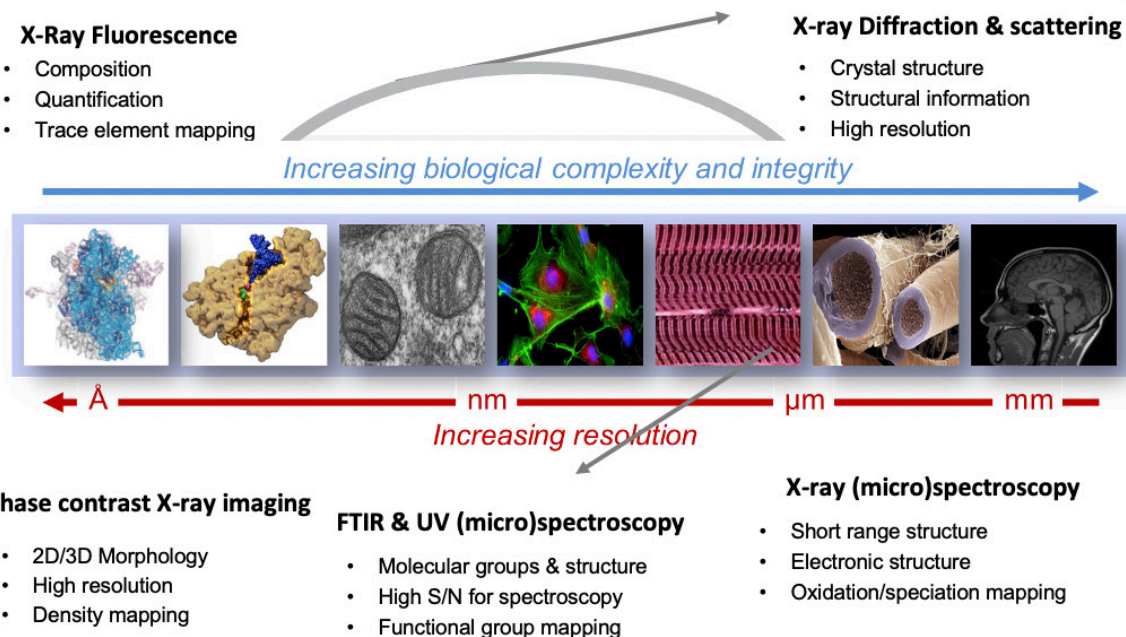 X-Ray Fluorescence
• Composition
• Quantification
• Trace element mapping
X-ray Diffraction & scattering
• Crystal structure
• Structural information
• High resolution
Increasing biological complexity and integrity
Å nm µm mm
Increasing resolution
hase contrast X-ray imaging
• 2D/3D Morphology
• High resolution
• Density mapping
FTIR & UV (micro)spectroscopy
• Molecular groups & structure
• High S/N for spectroscopy
• Functional group mapping
X-ray (micro)spectroscopy
• Short range structure
• Electronic structure
• Oxidation/speciation mapping